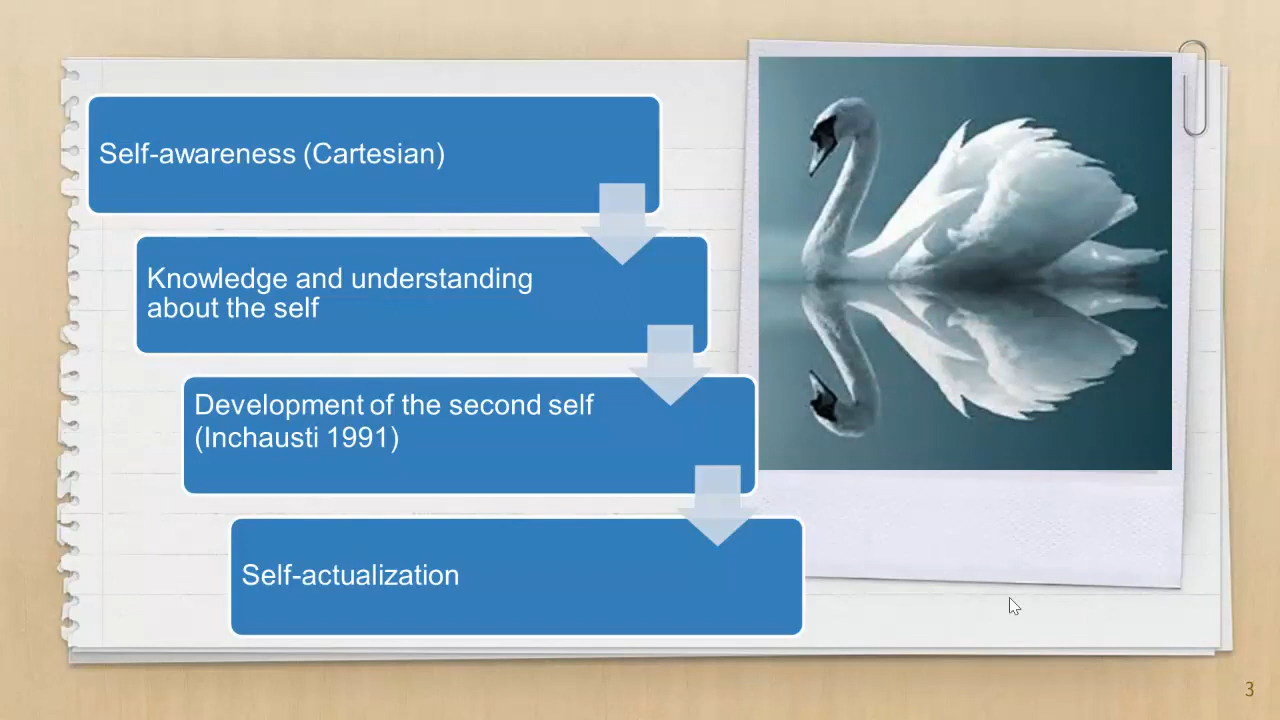 Self-awareness (Cartesian)
Knowledge and understanding
about the self
Development of the second self
(Inchausti 1991)
Self-actualization
3